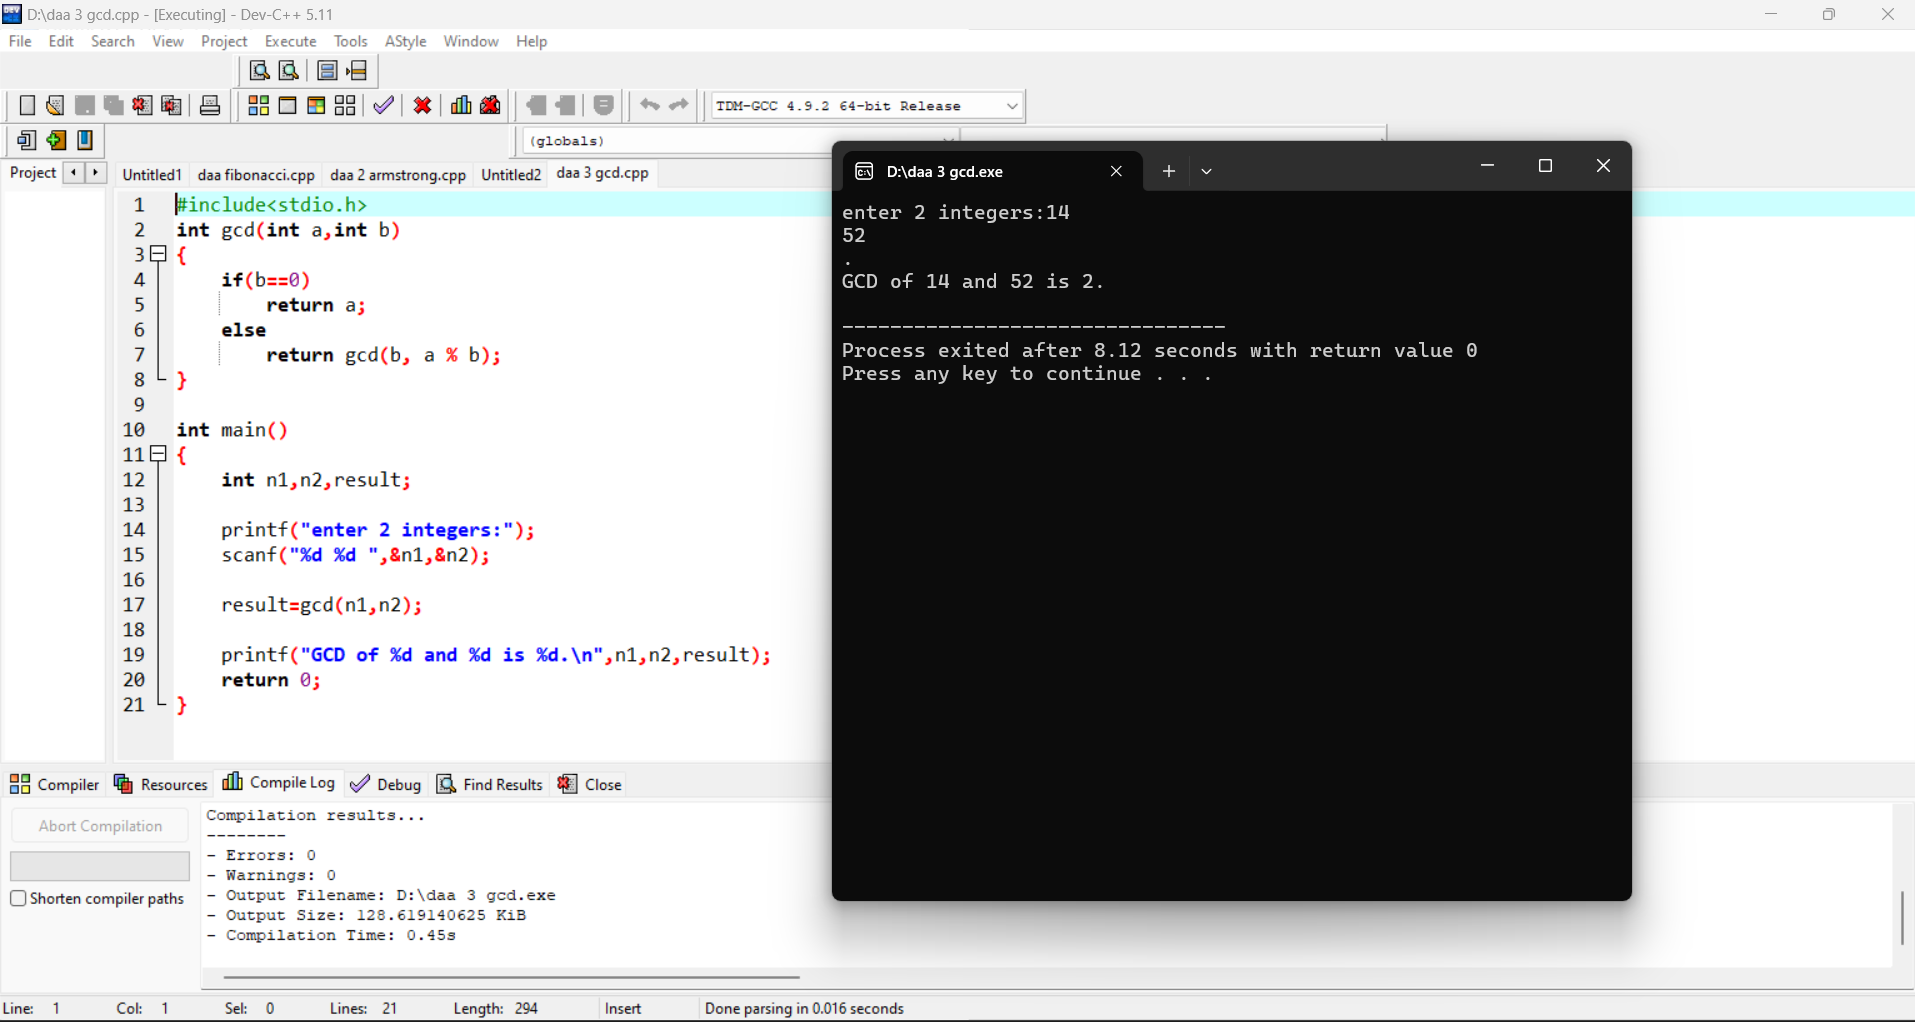 D:\daa 3 gcd.cpp - [Executing] - Dev-C++ 5.11
File Edit Search View Project Execute Tools AStyle Window Help
TDM-GCC 4.9.2 64-bit Release
(globals)
Project
Untitled1 daa fibonacci.cpp daa 2 armstrong.cpp Untitled2 daa 3 gcd.cpp
1 #include<stdio.h>
2 int gcd(int a,int b)
3 {
4 if(b==0)
5 return a;
6 else
7 return gcd(b, a % b);
8 }
9
10 int main()
11 {
12 int n1,n2,result;
13
14 printf("enter 2 integers:");
15 scanf("%d %d ",&n1,&n2);
16
17 result=gcd(n1,n2);
18
19 printf("GCD of %d and %d is %d.\n",n1,n2,result);
20 return 0;
21 }
D:\daa 3 gcd.exe
enter 2 integers:14
52
.
GCD of 14 and 52 is 2.
--------------------------------
Process exited after 8.12 seconds with return value 0
Press any key to continue . . .
Compiler Resources Compile Log Debug Find Results Close
Abort Compilation
Shorten compiler paths
Compilation results...
--------
- Errors: 0
- Warnings: 0
- Output Filename: D:\daa 3 gcd.exe
- Output Size: 128.619140625 KiB
- Compilation Time: 0.45s
Line: 1 Col: 1 Sel: 0 Lines: 21 Length: 294 Insert Done parsing in 0.016 seconds